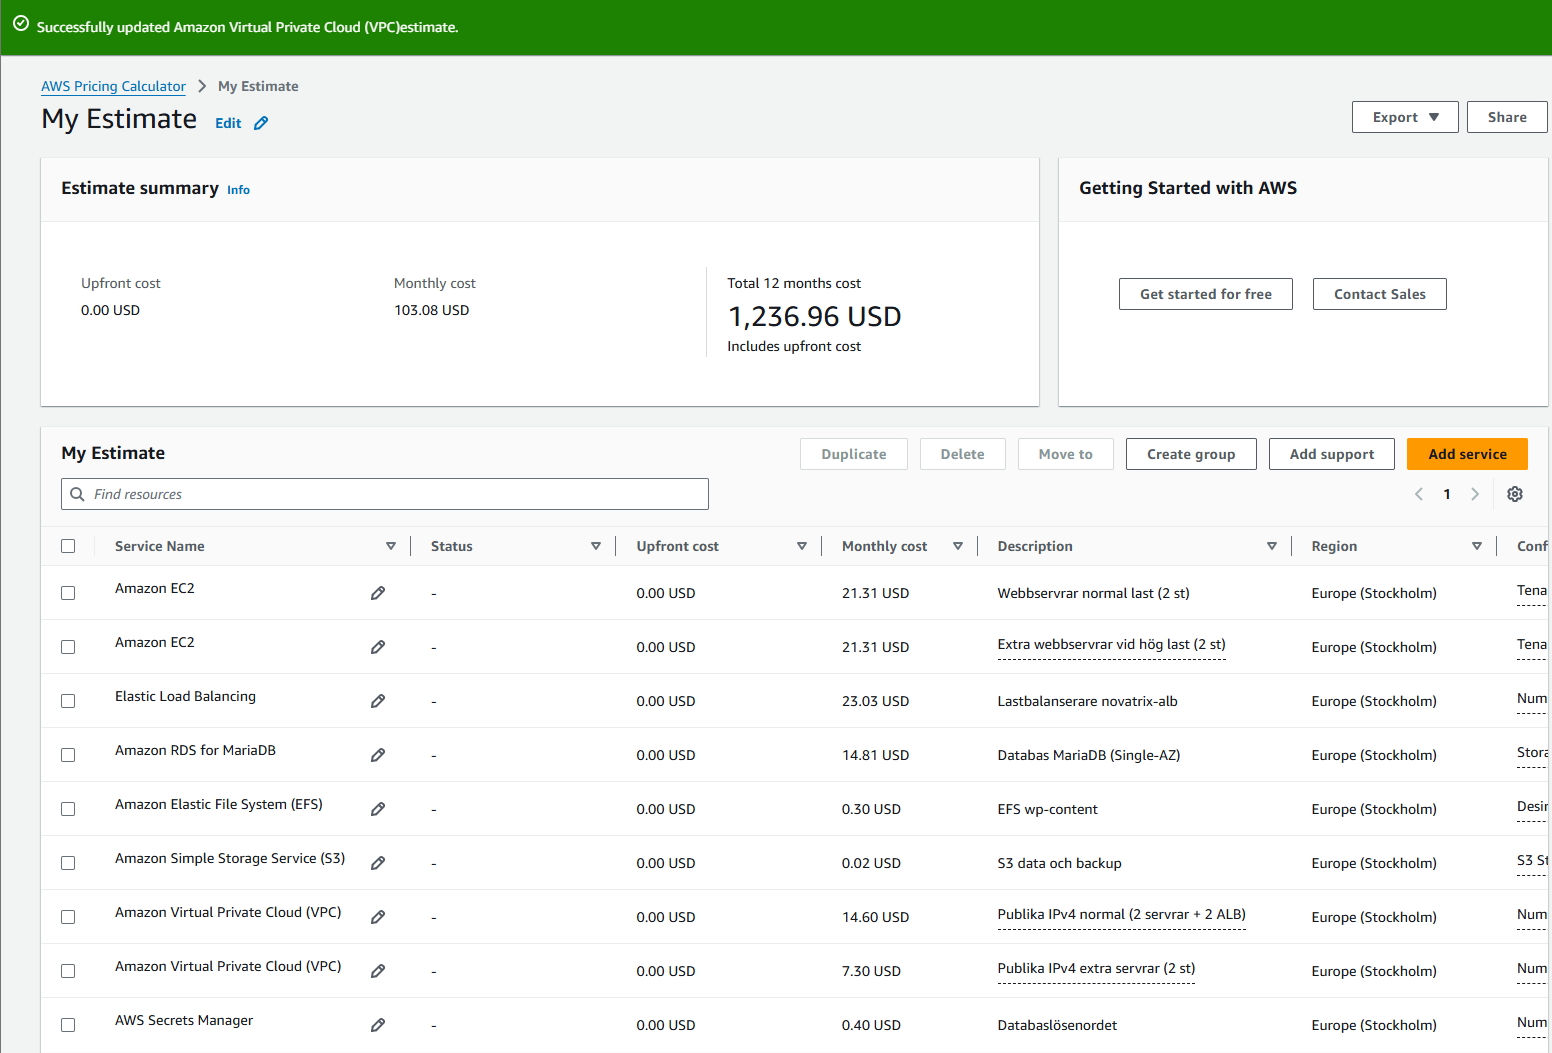 Successfully updated Amazon Virtual Private Cloud (VPC)estimate.
AWS Pricing Calculator > My Estimate
My Estimate Edit
Export Share
Estimate summary Info
Getting Started with AWS
Upfront cost
0.00 USD
Monthly cost
103.08 USD
Total 12 months cost
1,236.96 USD
Includes upfront cost
Get started for free Contact Sales
My Estimate
Duplicate Delete Move to Create group Add support Add service
Find resources
1
Service Name Status Upfront cost Monthly cost Description Region Conf
Amazon EC2 - 0.00 USD 21.31 USD Webbservrar normal last (2 st) Europe (Stockholm) Tena
Amazon EC2 - 0.00 USD 21.31 USD Extra webbservrar vid hög last (2 st) Europe (Stockholm) Tena
Elastic Load Balancing - 0.00 USD 23.03 USD Lastbalanserare novatrix-alb Europe (Stockholm) Num
Amazon RDS for MariaDB - 0.00 USD 14.81 USD Databas MariaDB (Single-AZ) Europe (Stockholm) Stora
Amazon Elastic File System (EFS) - 0.00 USD 0.30 USD EFS wp-content Europe (Stockholm) Desir
Amazon Simple Storage Service (S3) - 0.00 USD 0.02 USD S3 data och backup Europe (Stockholm) S3 St
Amazon Virtual Private Cloud (VPC) - 0.00 USD 14.60 USD Publika IPv4 normal (2 servrar + 2 ALB) Europe (Stockholm) Num
Amazon Virtual Private Cloud (VPC) - 0.00 USD 7.30 USD Publika IPv4 extra servrar (2 st) Europe (Stockholm) Num
AWS Secrets Manager - 0.00 USD 0.40 USD Databaslösenordet Europe (Stockholm) Num